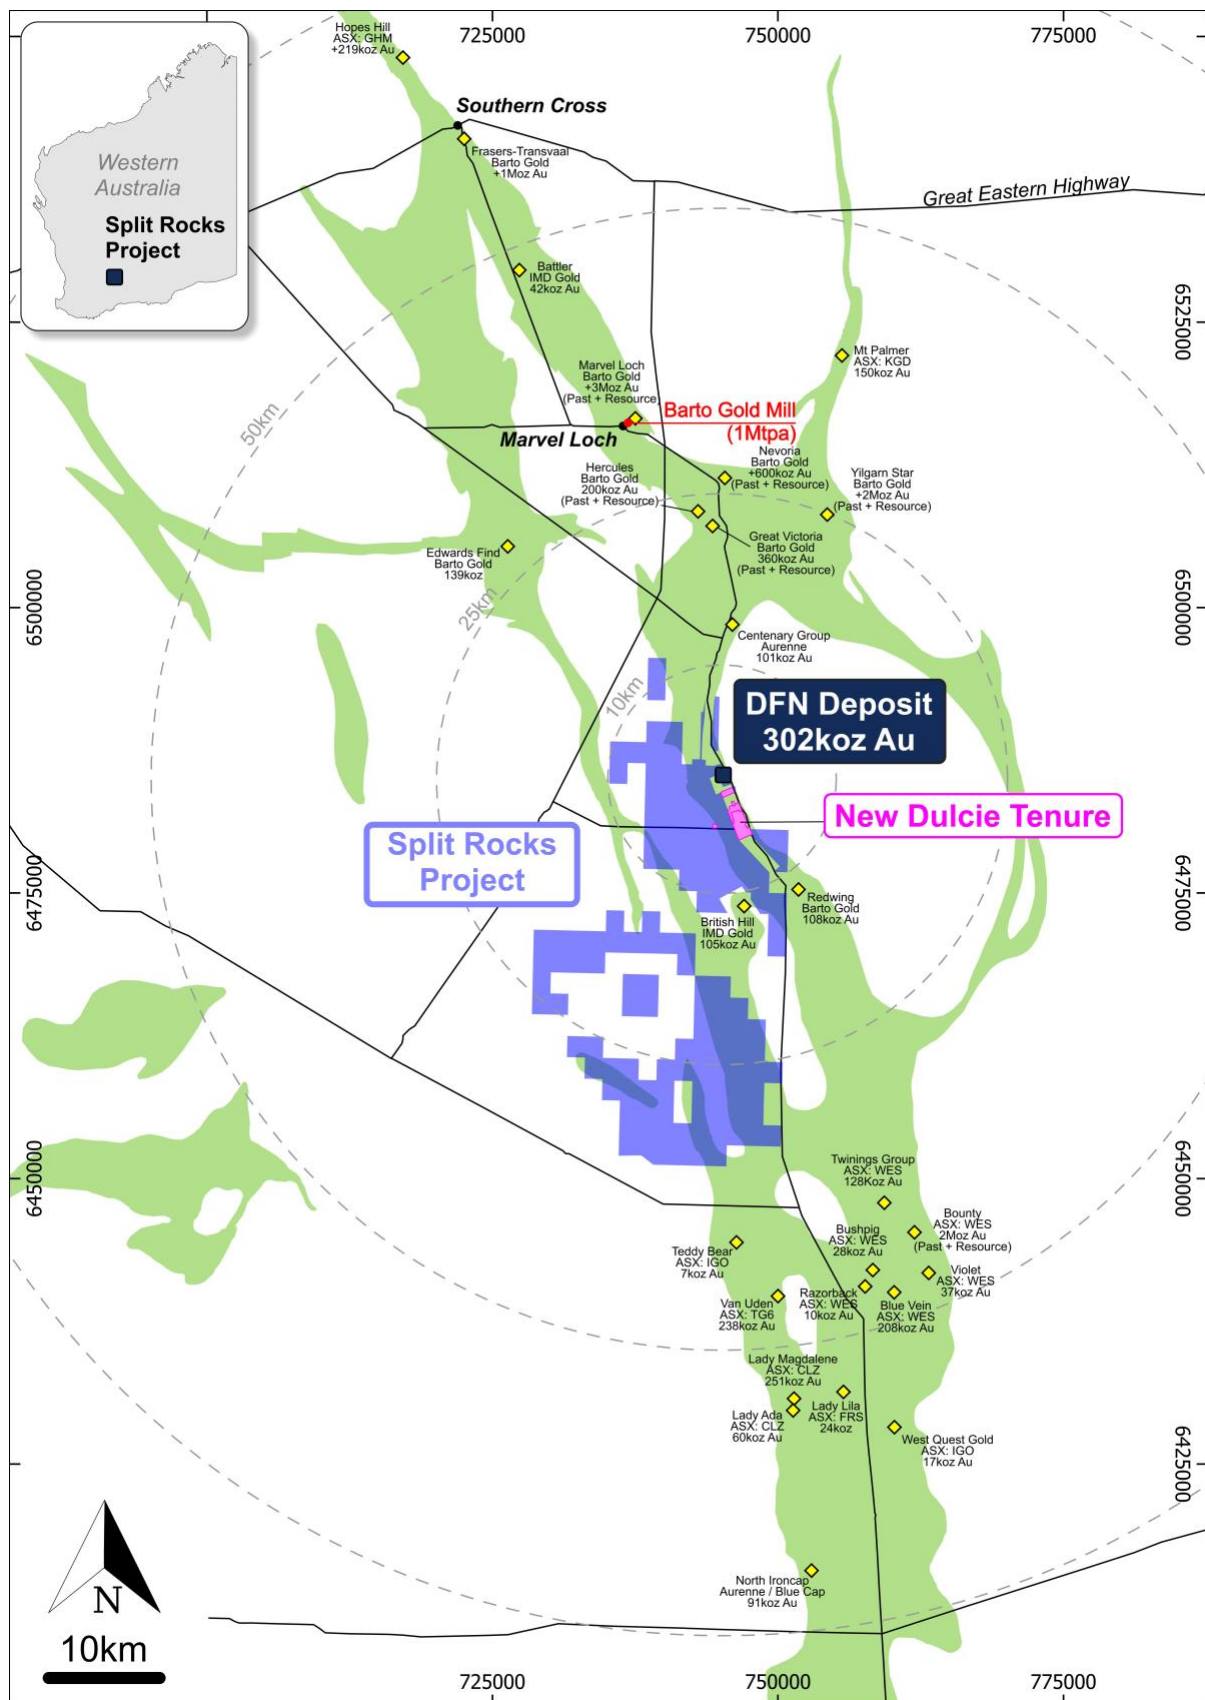 Hopes Hill
ASX: GHM
+219koz Au
725000
750000
775000
Southern Cross
Frasers-Transvaal
Barto Gold
+1Moz Au
Western
Australia
Split Rocks
Project
Great Eastern Highway
Battler
IMD Gold
42koz Au
6525000
6525000
Mt Palmer
ASX: KGD
150koz Au
Marvel Loch
Barto Gold
+3Moz Au
(Past + Resource)
50km
Barto Gold Mill
(1Mtpa)
Marvel Loch
Nevoria
Barto Gold
+600koz Au
(Past + Resource)
Hercules
Barto Gold
200koz Au
(Past + Resource)
Yilgarn Star
Barto Gold
+2Moz Au
(Past + Resource)
Great Victoria
Barto Gold
360koz Au
(Past + Resource)
Edwards Find
Barto Gold
139koz
25km
6500000
6500000
Centenary Group
Aurenne
101koz Au
10km
DFN Deposit
302koz Au
New Dulcie Tenure
Split Rocks
Project
6475000
6475000
Redwing
Barto Gold
108koz Au
British Hill
IMD Gold
105koz Au
6450000
6450000
Twinings Group
ASX: WES
128Koz Au
Bounty
ASX: WES
2Moz Au
(Past + Resource)
Bushpig
ASX: WES
28koz Au
Teddy Bear
ASX: IGO
7koz Au
Violet
ASX: WES
37koz Au
Razorback
ASX: WES
10koz Au
Blue Vein
ASX: WES
208koz Au
Van Uden
ASX: TG6
238koz Au
Lady Magdalene
ASX: CLZ
251koz Au
Lady Lila
ASX: FRS
24koz
Lady Ada
ASX: CLZ
60koz Au
West Quest Gold
ASX: IGO
17koz Au
6425000
North Ironcap
Aurenne / Blue Cap
91koz Au
N
10km
725000
750000
775000